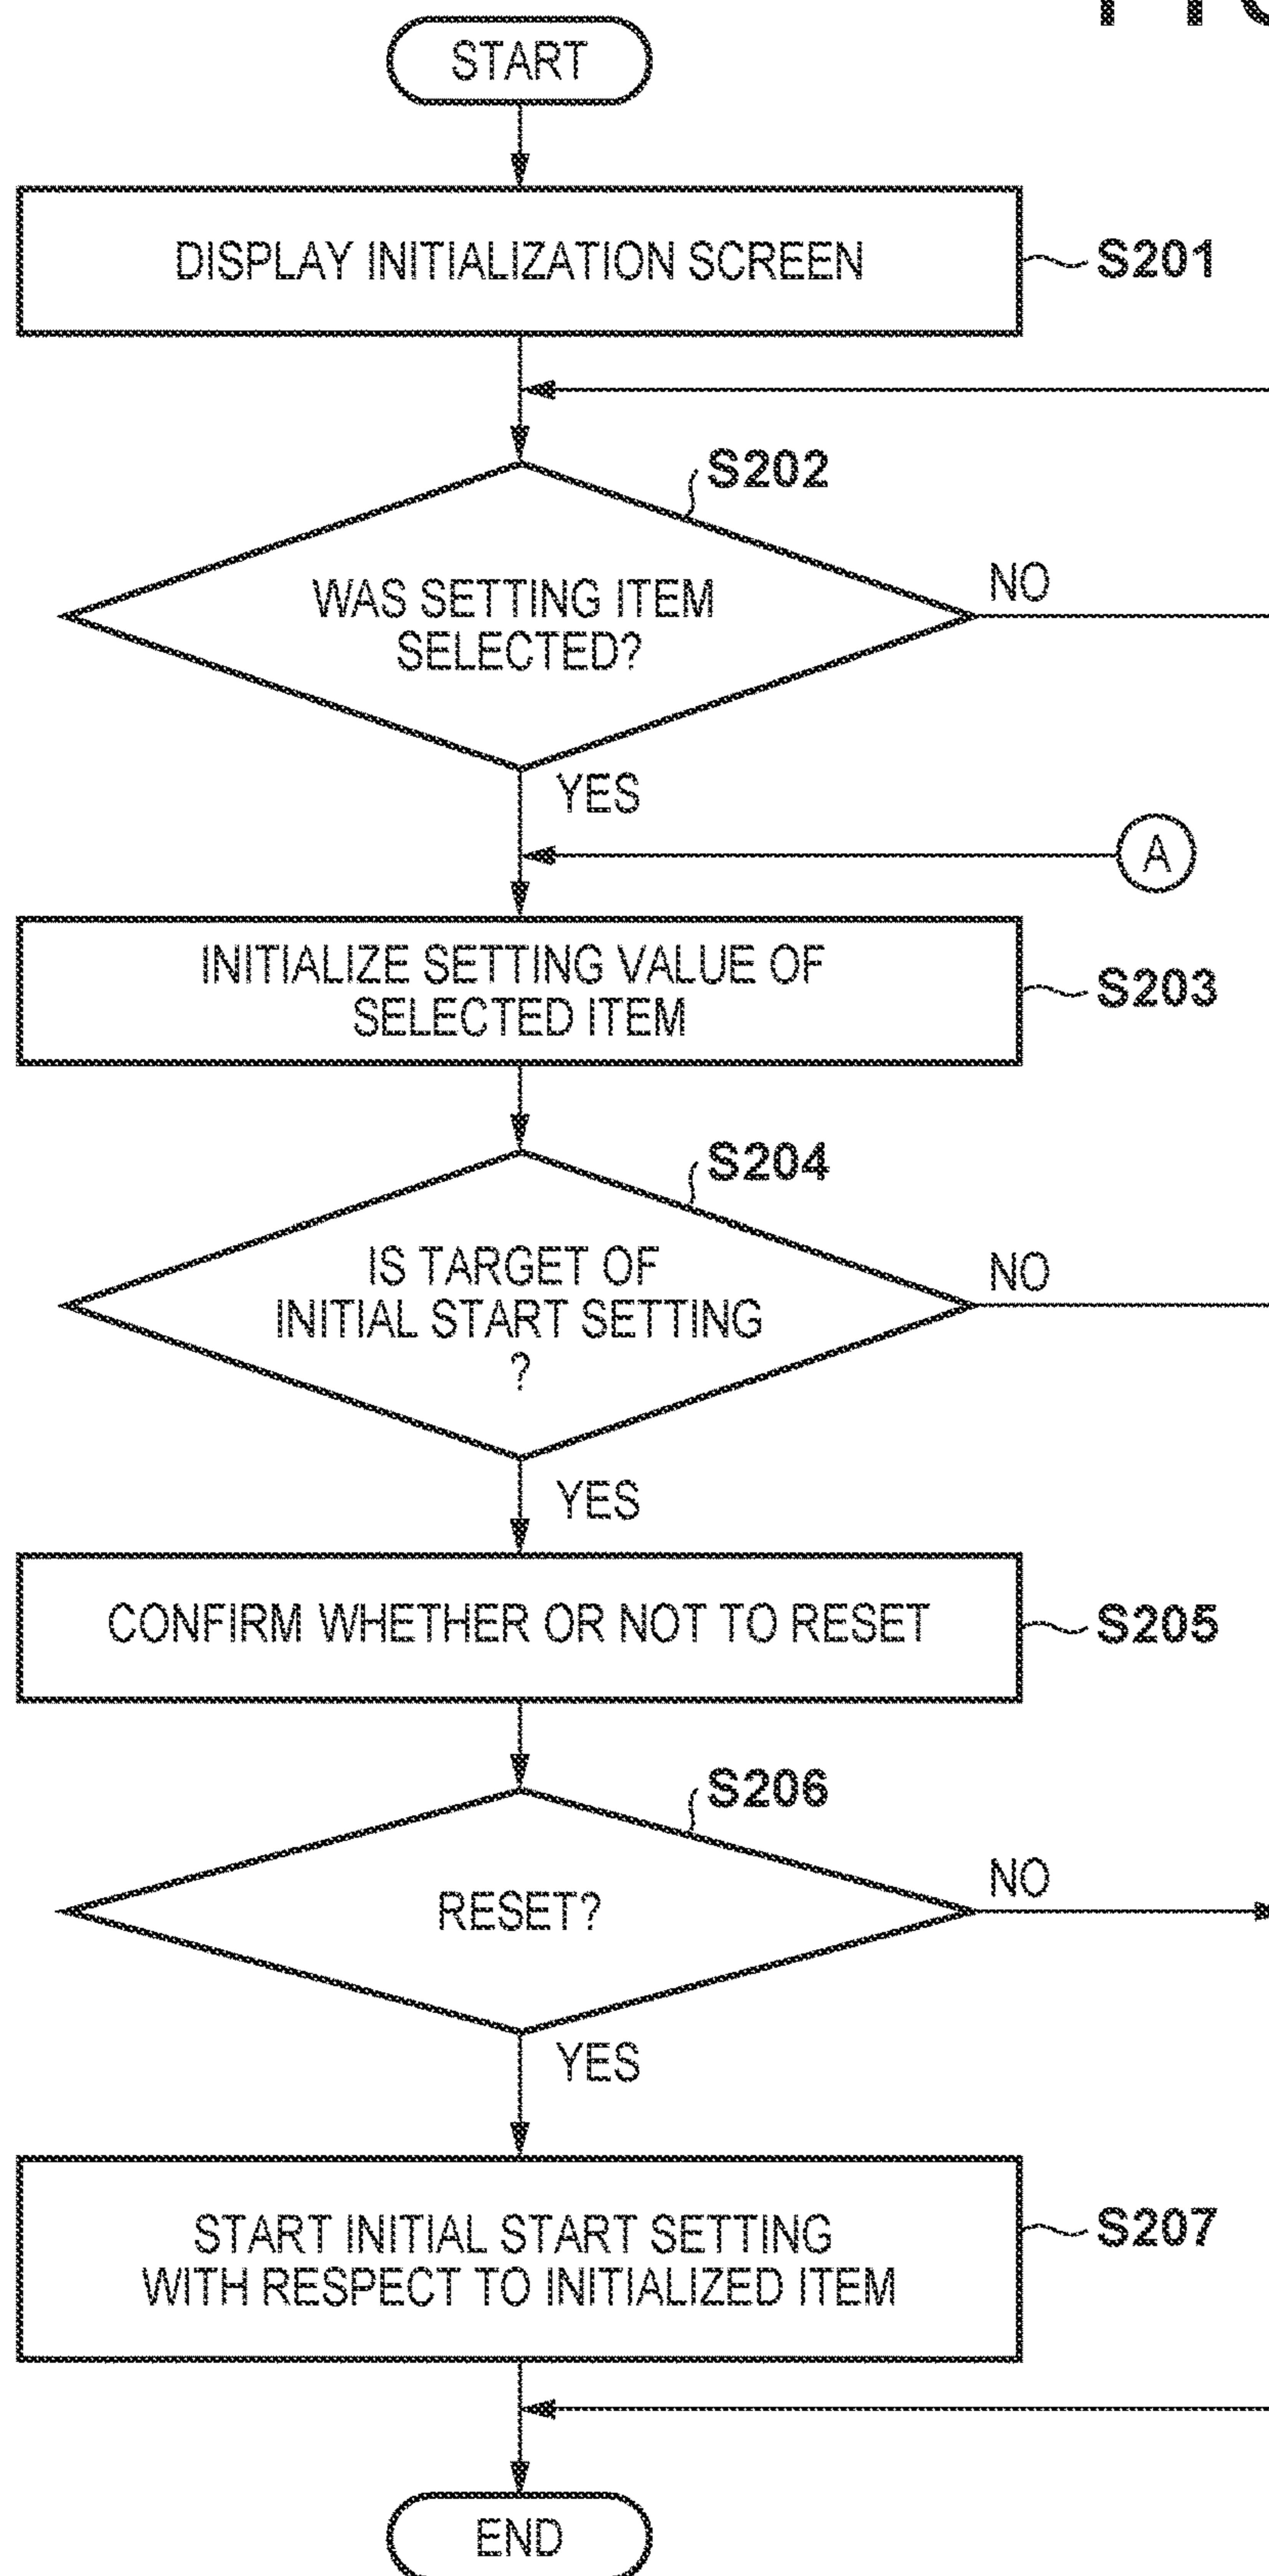 START
DISPLAY INITIALIZATION SCREEN
S201
S202
WAS SETTING ITEM
SELECTED?
NO
YES
A
INITIALIZE SETTING VALUE OF
SELECTED ITEM
S203
S204
IS TARGET OF
INITIAL START SETTING
?
NO
YES
CONFIRM WHETHER OR NOT TO RESET
S205
S206
RESET?
NO
YES
START INITIAL START SETTING
WITH RESPECT TO INITIALIZED ITEM
S207
END